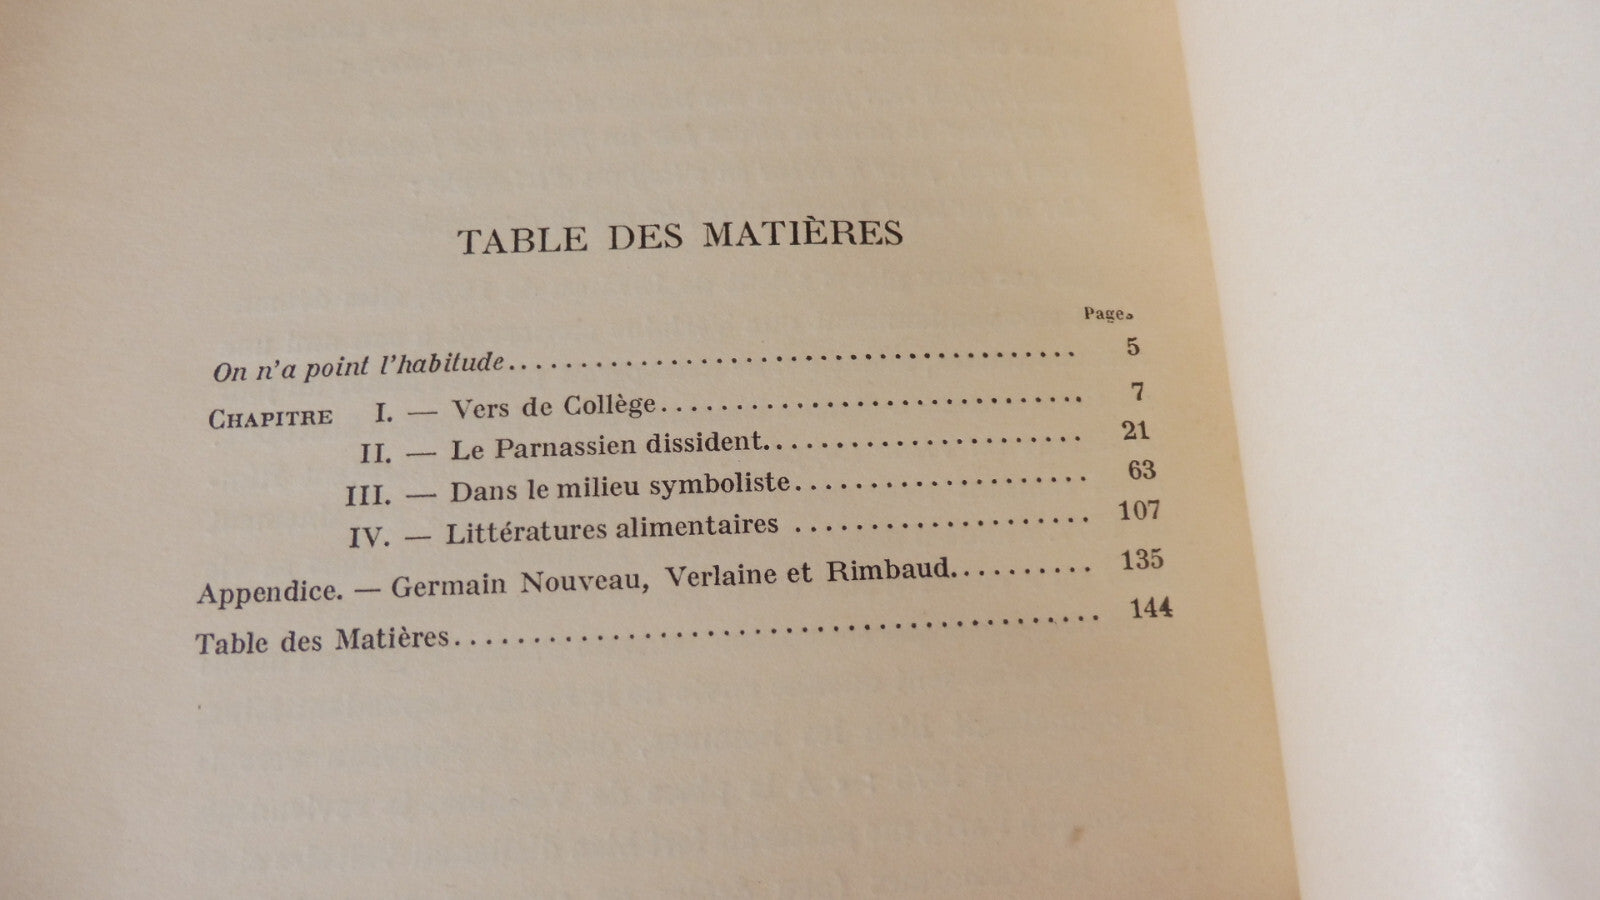 TABLE DES MATIÈRES
Pages
On n'a point l'habitude........................................ 5
CHAPITRE I. — Vers de Collège.............................. 7
II. — Le Parnassien dissident....................... 21
III. — Dans le milieu symboliste..................... 63
IV. — Littératures alimentaires ..................... 107
Appendice. — Germain Nouveau, Verlaine et Rimbaud.......... 135
Table des Matières........................................... 144